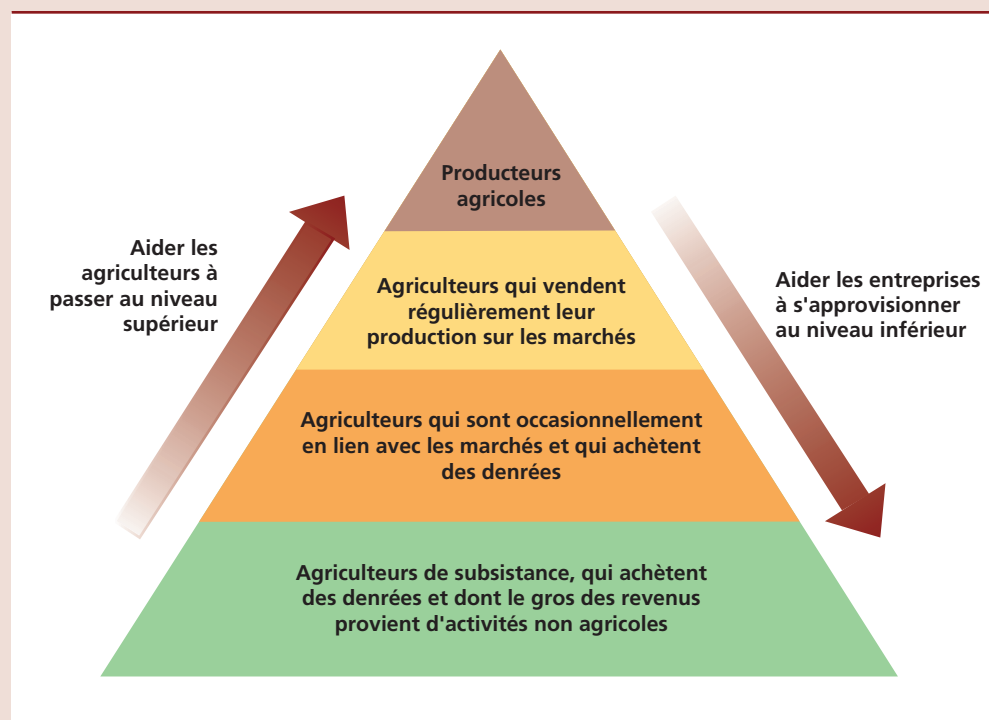 Producteurs
agricoles
Aider les
agriculteurs à
passer au niveau
supérieur
Agriculteurs qui vendent
régulièrement leur
production sur les marchés
Aider les entreprises
à s'approvisionner
au niveau inférieur
Agriculteurs qui sont occasionnellement
en lien avec les marchés et qui achètent
des denrées
Agriculteurs de subsistance, qui achètent
des denrées et dont le gros des revenus
provient d'activités non agricoles